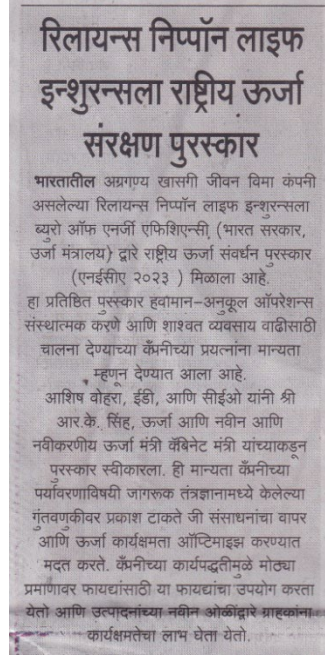 रिलायन्स निप्पॉन लाइफ
इन्शुरन्सला राष्ट्रीय ऊर्जा
संरक्षण पुरस्कार
भारतातील अग्रगण्य खासगी जीवन विमा कंपनी
असलेल्या रिलायन्स निप्पॉन लाइफ इन्शुरन्सला
ब्युरो ऑफ एनर्जी एफिशिएन्सी (भारत सरकार,
उर्जा मंत्रालय) द्वारे राष्ट्रीय ऊर्जा संवर्धन पुरस्कार
(एनईसीए २०२३ ) मिळाला आहे.
हा प्रतिष्ठित पुरस्कार हवामान-अनुकूल ऑपरेशन्स
संस्थात्मक करणे आणि शाश्वत व्यवसाय वाढीसाठी
चालना देण्याच्या कँपनीच्या प्रयत्नांना मान्यता
म्हणून देण्यात आला आहे.
आशिष वोहरा, ईडी, आणि सीईओ यांनी श्री
आर.के. सिंह, ऊर्जा आणि नवीन आणि
नवीकरणीय ऊर्जा मंत्री कॅबिनेट मंत्री यांच्याकडून
पुरस्कार स्वीकारला. ही मान्यता कँपनीच्या
पर्यावरणाविषयी जागरूक तंत्रज्ञानामध्ये केलेल्या
गुंतवणुकीवर प्रकाश टाकते जी संसाधनांचा वापर
आणि ऊर्जा कार्यक्षमता ऑप्टिमाइझ करण्यात
मदत करते. कँपनीच्या कार्यपद्धतीमुळे मोठ्या
प्रमाणावर फायद्यांसाठी या फायद्यांचा उपयोग करता
येतो आणि उत्पादनांच्या नवीन ओळींद्वारे ग्राहकांना
कार्यक्षमतेचा लाभ घेता येतो.